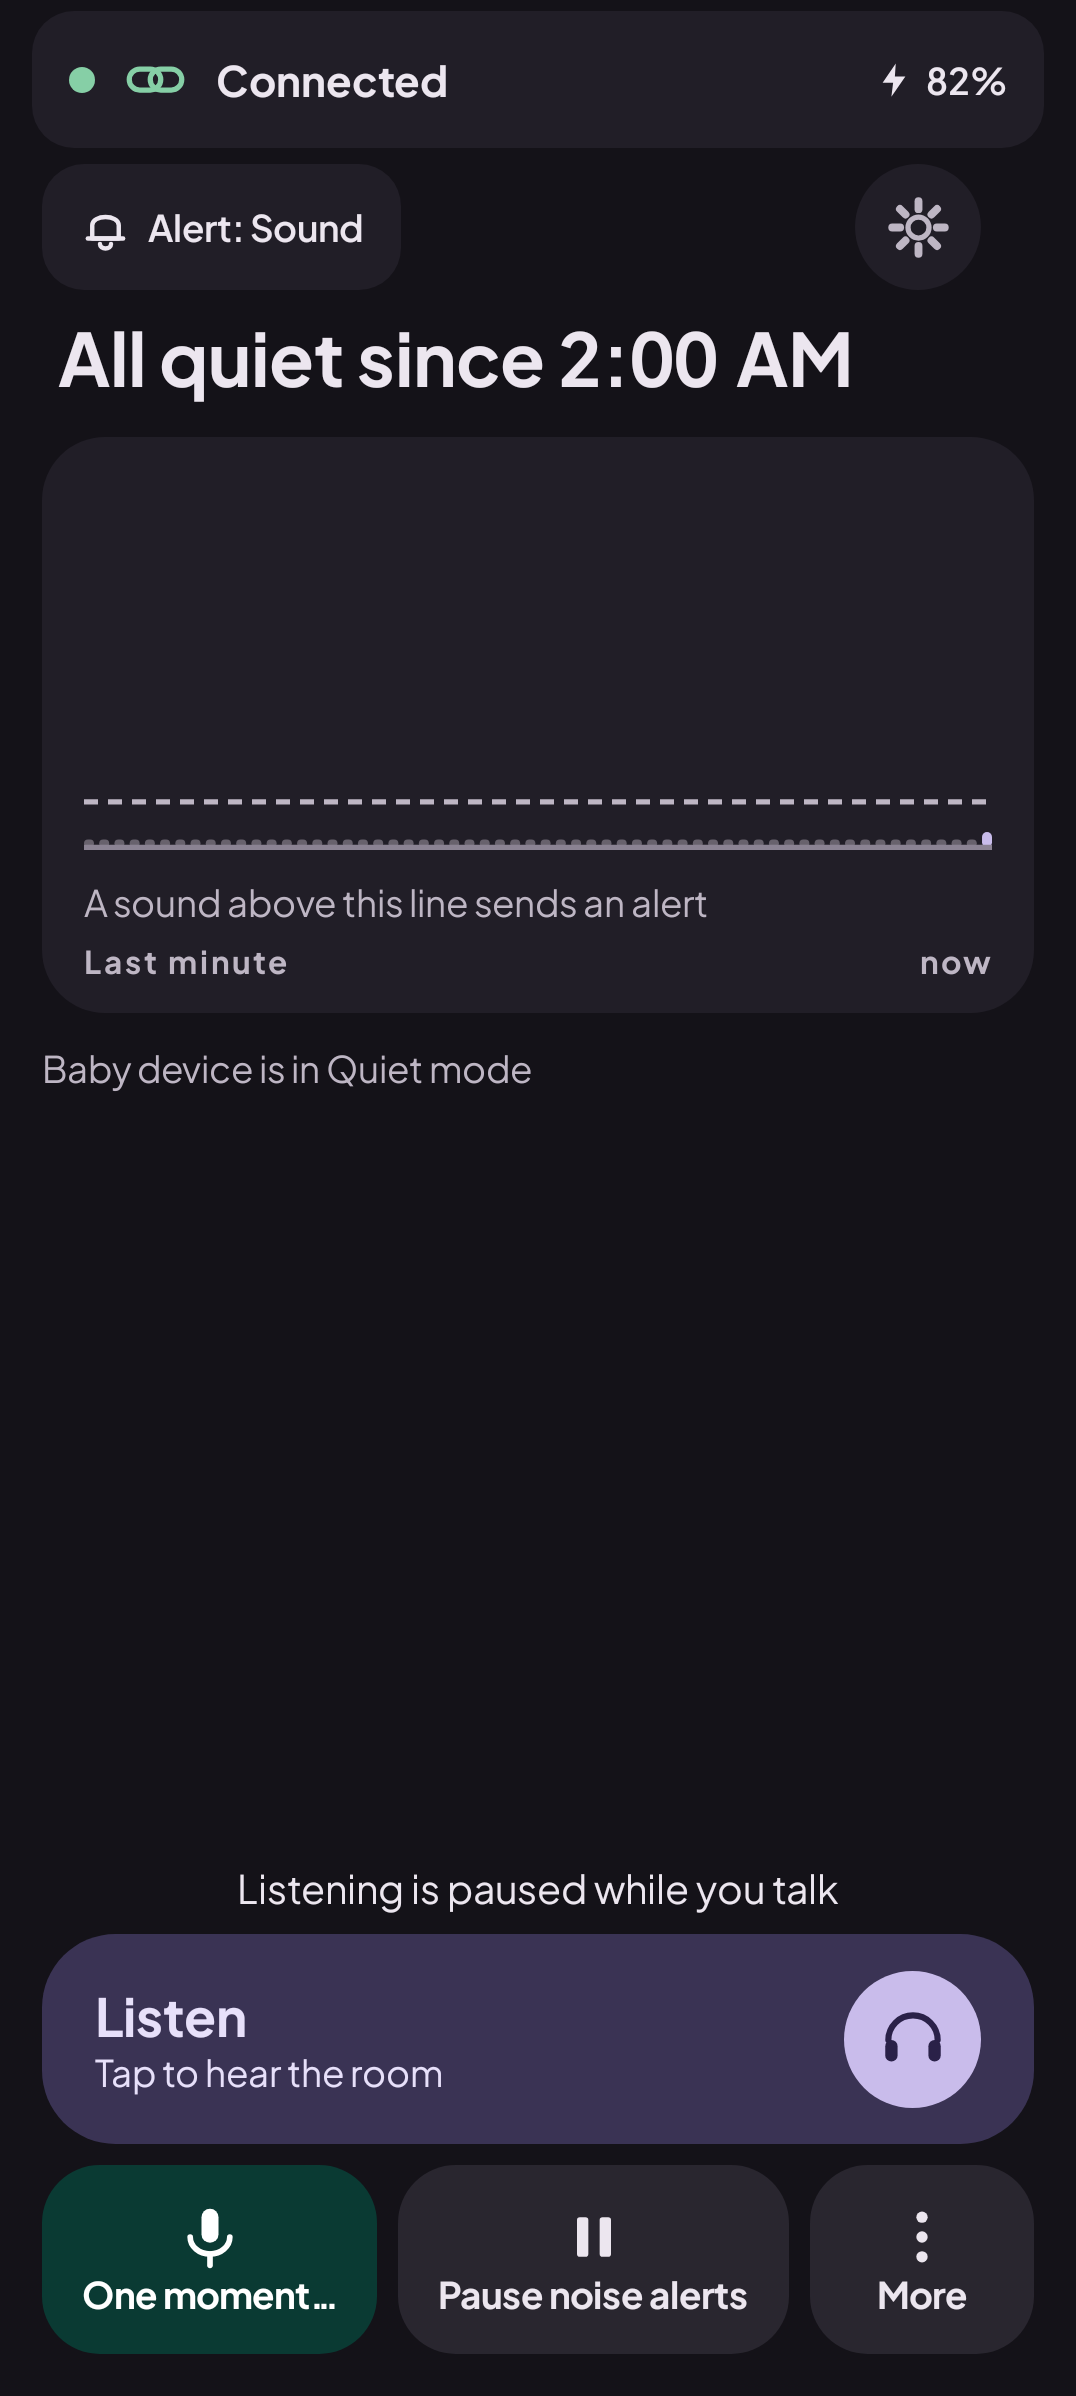 Connected
82%
Alert: Sound
All quiet since 2:00 AM
A sound above this line sends an alert
Last minute
now
Baby device is in Quiet mode
Listening is paused while you talk
Listen
Tap to hear the room
One moment…
Pause noise alerts
More